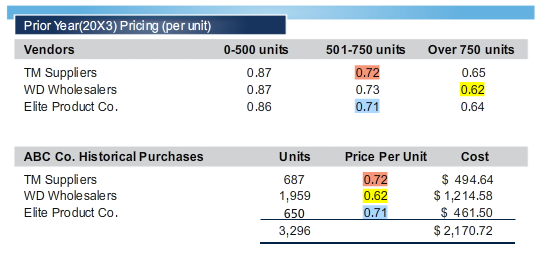 Prior Year(20X3) Pricing (per unit)
Vendors 0-500 units 501-750 units Over 750 units
TM Suppliers 0.87 0.72 0.65
WD Wholesalers 0.87 0.73 0.62
Elite Product Co. 0.86 0.71 0.64
ABC Co. Historical Purchases Units Price Per Unit Cost
TM Suppliers 687 0.72 $ 494.64
WD Wholesalers 1,959 0.62 $ 1,214.58
Elite Product Co. 650 0.71 $ 461.50
3,296 $ 2,170.72